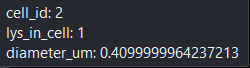 cell_id: 2
lys_in_cell: 1
diameter_um: 0.4099999964237213